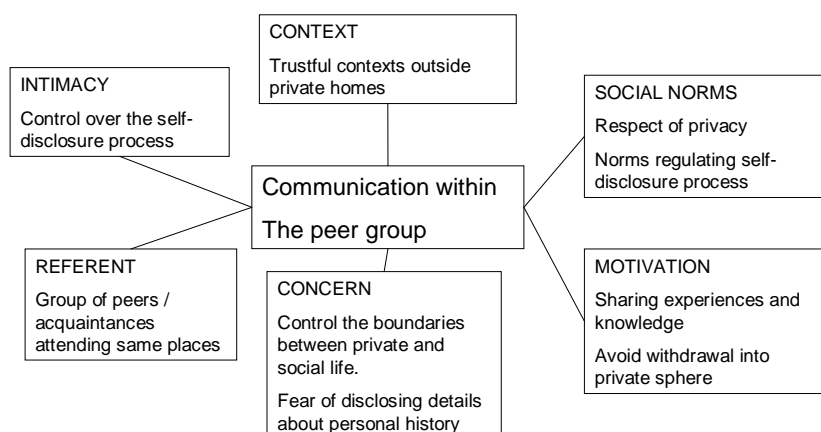 CONTEXT
Trustful contexts outside
private homes
INTIMACY
Control over the self-
disclosure process
SOCIAL NORMS
Respect of privacy
Norms regulating self-
disclosure process
Communication within
The peer group
REFERENT
Group of peers /
acquaintances
attending same places
CONCERN
Control the boundaries
between private and
social life.
Fear of disclosing details
about personal history
MOTIVATION
Sharing experiences and
knowledge
Avoid withdrawal into
private sphere